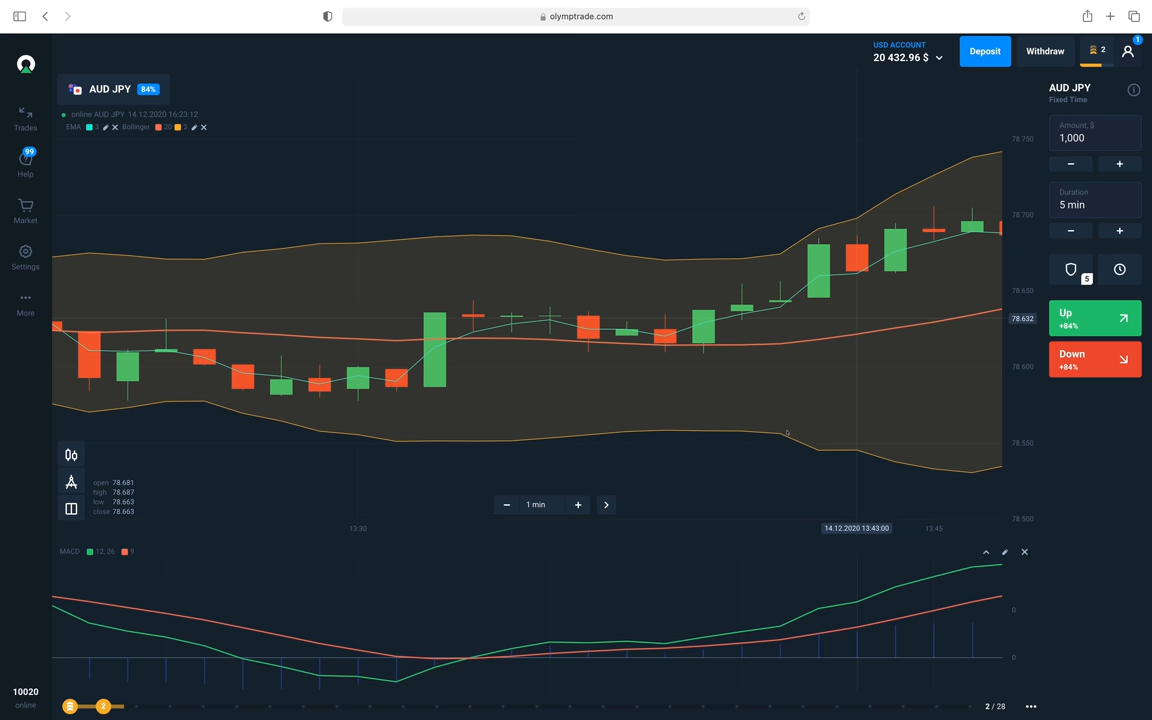 olymptrade.com
USD ACCOUNT
20 432.96 $
Deposit
Withdraw
2
1
AUD JPY 84%
online AUD JPY 14.12.2020 16:23:12
EMA 3 Bollinger 20 3
Trades
99
Help
Market
Settings
More
10020
online
78.750
78.700
78.650
78.632
78.600
78.550
78.500
AUD JPY
Fixed Time
Amount, $
1,000
Duration
5 min
5
Up
+84%
Down
+84%
open 78.681
high 78.687
low 78.663
close 78.663
1 min
13:30
14.12.2020 13:43:00
13:45
MACD 12, 26 9
0
0
2
2 / 28